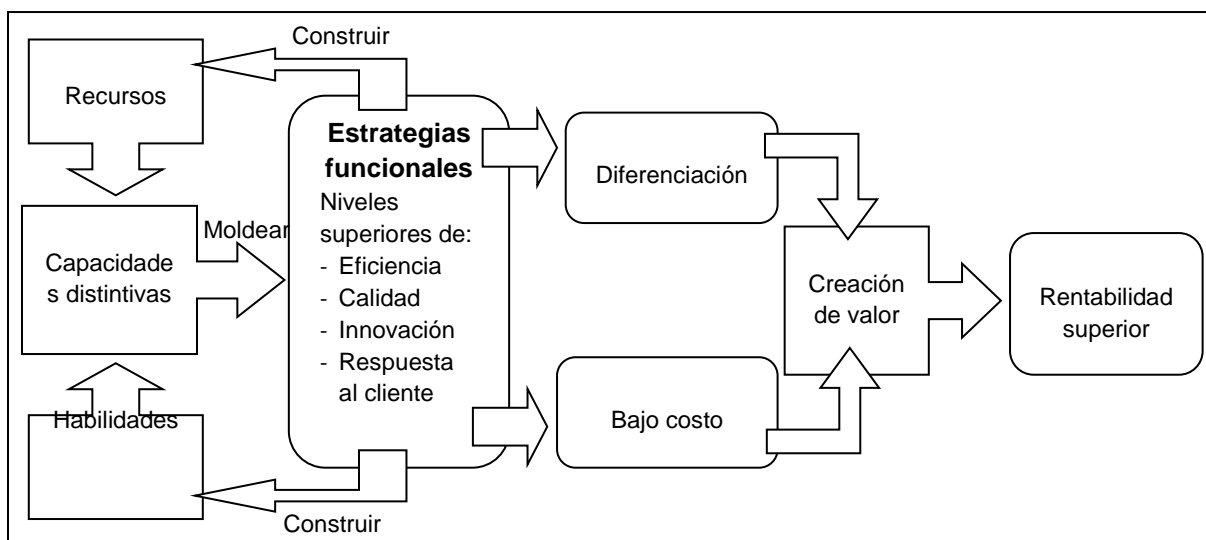 Construir
Recursos
Estrategias
funcionales
Niveles
superiores de:
- Eficiencia
- Calidad
- Innovación
- Respuesta
al cliente
Moldear
Capacidade
s distintivas
Habilidades
Construir
Diferenciación
Bajo costo
Creación
de valor
Rentabilidad
superior